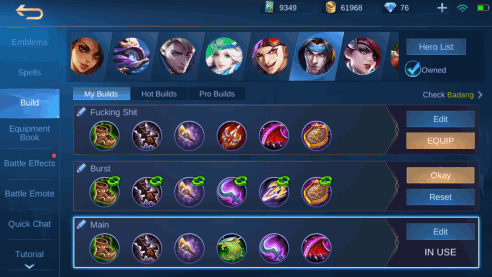 9349
61968
76
Emblems
Hero List
Owned
Spells
My Builds
Hot Builds
Pro Builds
Check Badang
Build
Fucking Shit
Edit
EQUIP
Equipment
Book
Battle Effects
Burst
Okay
Reset
Battle Emote
Quick Chat
Main
Edit
IN USE
Tutorial